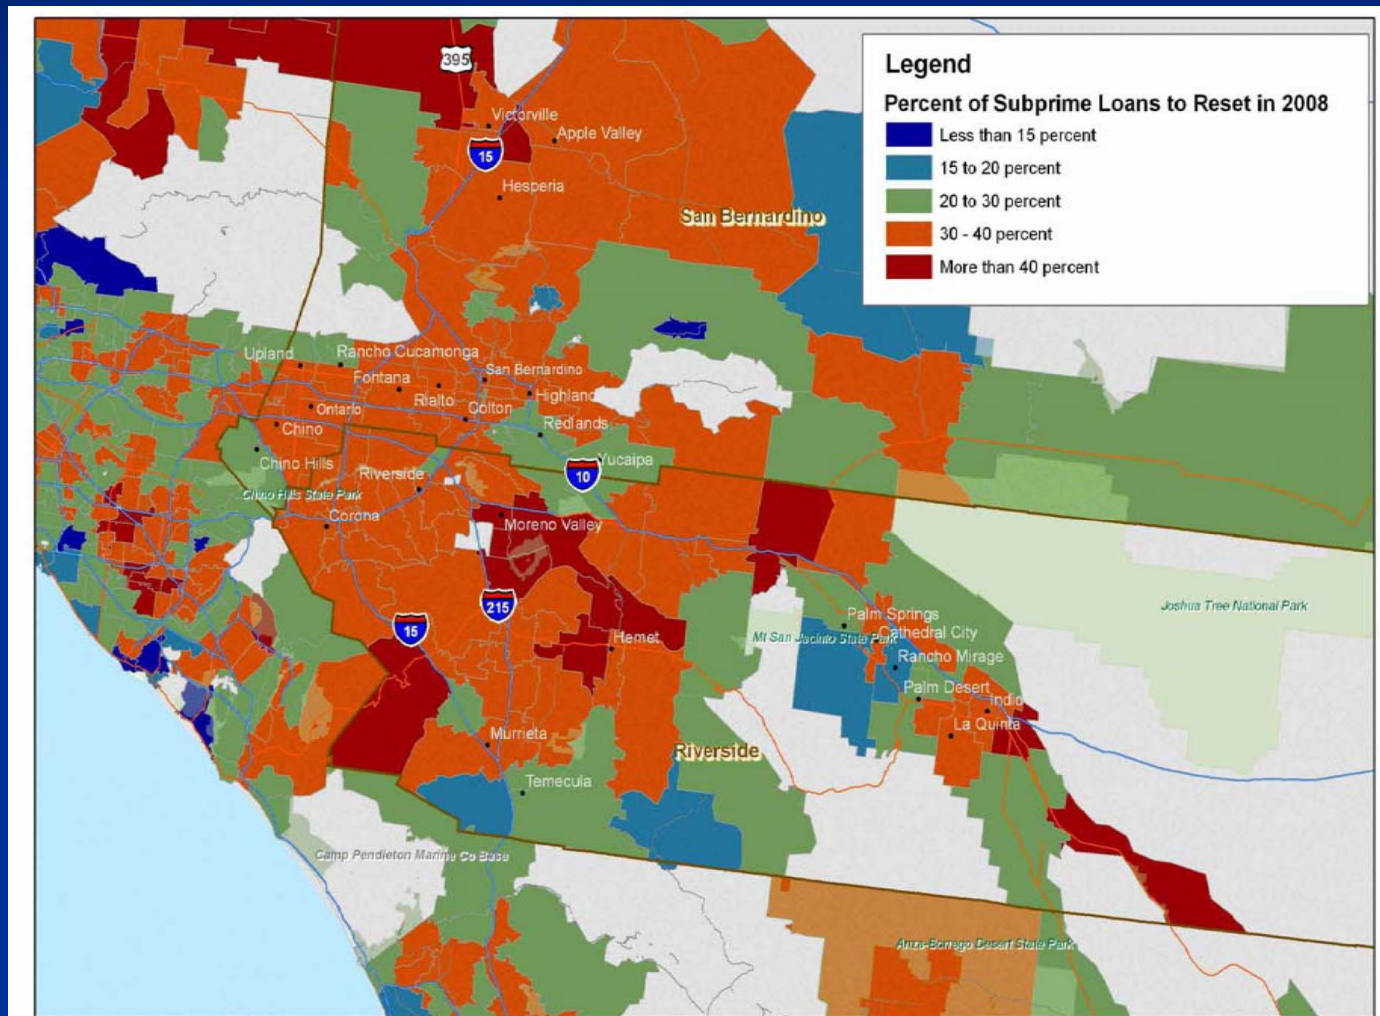 Legend
Percent of Subprime Loans to Reset in 2008
Less than 15 percent
15 to 20 percent
20 to 30 percent
30 - 40 percent
More than 40 percent
395
Victorville
Apple Valley
15
Hesperia
San Bernardino
Upland
Rancho Cucamonga
San Bernardino
Fontana
Rialto
Highland
Ontario
Colton
Chino
Redlands
Chino Hills
Yucaipa
Riverside
10
Chino Hills State Park
Corona
Moreno Valley
215
Joshua Tree National Park
Palm Springs
15
Hemet
Mt San Jacinto State Park
Cathedral City
Rancho Mirage
Palm Desert
Indio
La Quinta
Murrieta
Riverside
Temecula
Camp Pendleton Marine Co Base
Anza-Borrego Desert State Park